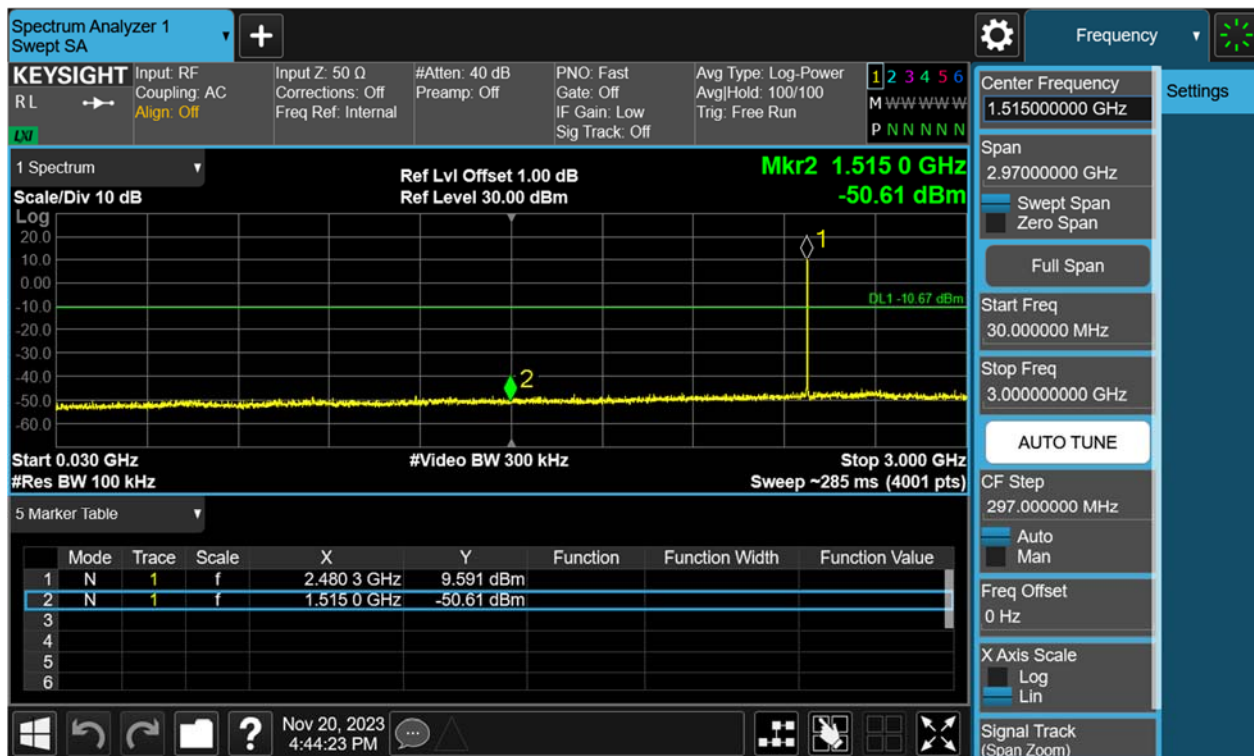 Spectrum Analyzer 1
Swept SA
+
Frequency
KEYSIGHT
R L
LXI
Input: RF
Coupling: AC
Align: Off
Input Z: 50 Ω
Corrections: Off
Freq Ref: Internal
#Atten: 40 dB
Preamp: Off
PNO: Fast
Gate: Off
IF Gain: Low
Sig Track: Off
Avg Type: Log-Power
Avg|Hold: 100/100
Trig: Free Run
1 2 3 4 5 6
M W W W W W
P N N N N N
1 Spectrum
Scale/Div 10 dB
Ref Lvl Offset 1.00 dB
Ref Level 30.00 dBm
Mkr2 1.515 0 GHz
-50.61 dBm
Log
20.0
10.0
0.00
-10.0
-20.0
-30.0
-40.0
-50.0
-60.0
1
DL1 -10.67 dBm
2
Start 0.030 GHz
#Res BW 100 kHz
#Video BW 300 kHz
Stop 3.000 GHz
Sweep ~285 ms (4001 pts)
5 Marker Table
Mode Trace Scale X Y Function Function Width Function Value
1 N 1 f 2.480 3 GHz 9.591 dBm
2 N 1 f 1.515 0 GHz -50.61 dBm
3
4
5
6
Nov 20, 2023
4:44:23 PM
?
Center Frequency
1.515000000 GHz
Settings
Span
2.97000000 GHz
Swept Span
Zero Span
Full Span
Start Freq
30.000000 MHz
Stop Freq
3.000000000 GHz
AUTO TUNE
CF Step
297.000000 MHz
Auto
Man
Freq Offset
0 Hz
X Axis Scale
Log
Lin
Signal Track
(Span Zoom)